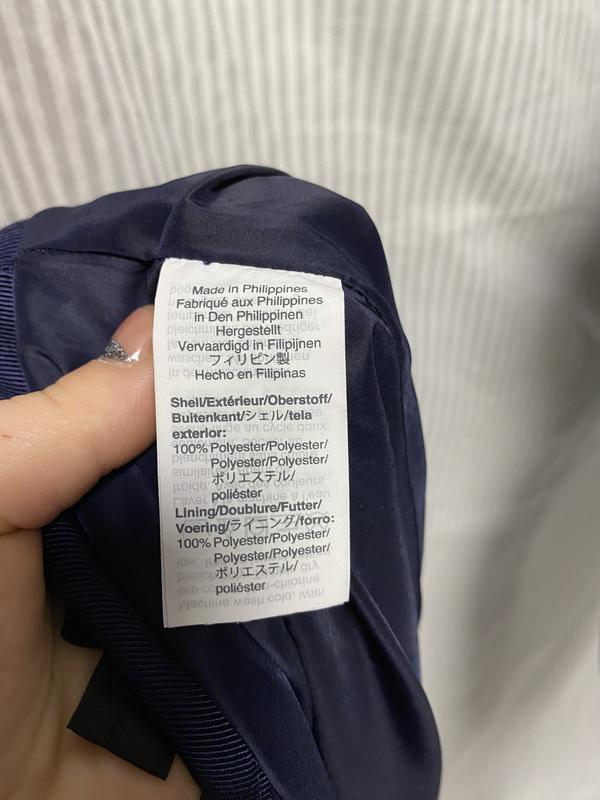 Made in Philippines
Fabriqué aux Philippines
in Den Philippinen
Hergestellt
Vervaardigd in Filipijnen
フィリピン製
Hecho en Filipinas
Shell/Extérieur/Oberstoff/
Buitenkant/シェル/tela
exterior:
100% Polyester/Polyester/
Polyester/Polyester/
ポリエステル/
poliéster
Lining/Doublure/Futter/
Voering/ライニング/forro:
100% Polyester/Polyester/
Polyester/Polyester/
ポリエステル/
poliéster